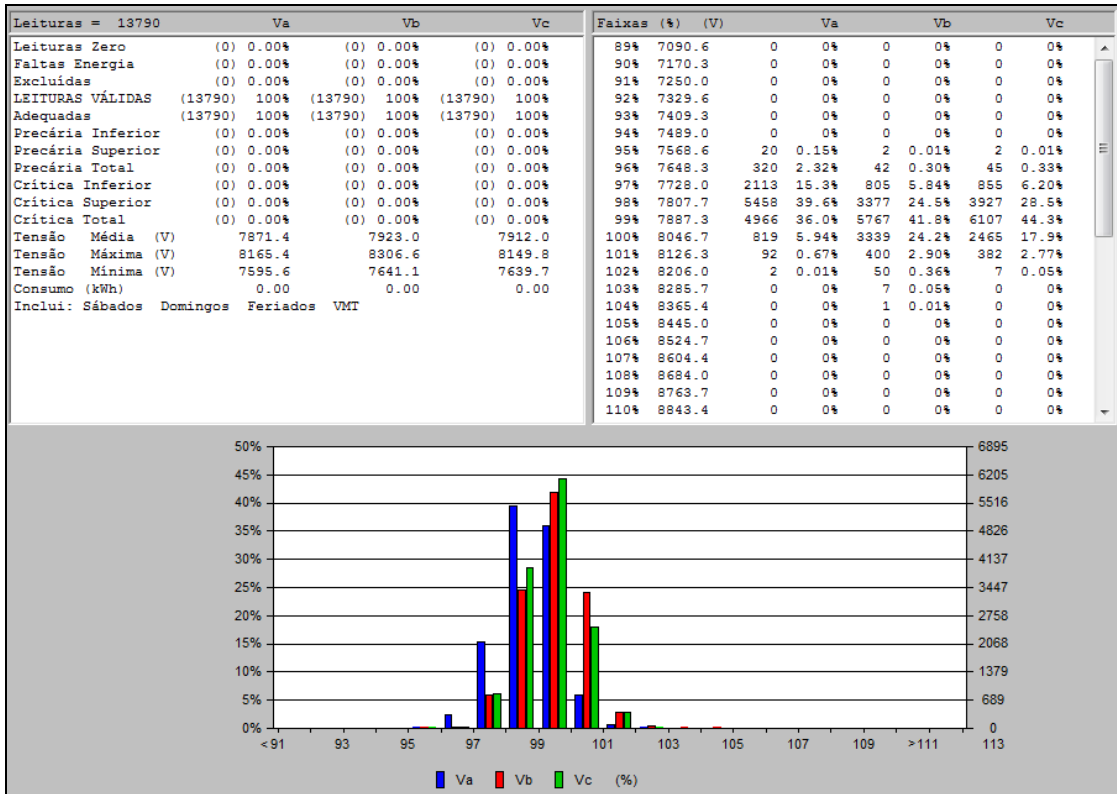 Leituras = 13790 Va Vb Vc
Leituras Zero (0) 0.00% (0) 0.00% (0) 0.00%
Faltas Energia (0) 0.00% (0) 0.00% (0) 0.00%
Excluídas (0) 0.00% (0) 0.00% (0) 0.00%
LEITURAS VÁLIDAS (13790) 100% (13790) 100% (13790) 100%
Adequadas (13790) 100% (13790) 100% (13790) 100%
Precária Inferior (0) 0.00% (0) 0.00% (0) 0.00%
Precária Superior (0) 0.00% (0) 0.00% (0) 0.00%
Precária Total (0) 0.00% (0) 0.00% (0) 0.00%
Crítica Inferior (0) 0.00% (0) 0.00% (0) 0.00%
Crítica Superior (0) 0.00% (0) 0.00% (0) 0.00%
Crítica Total (0) 0.00% (0) 0.00% (0) 0.00%
Tensão Média (V) 7871.4 7923.0 7912.0
Tensão Máxima (V) 8165.4 8306.6 8149.8
Tensão Mínima (V) 7595.6 7641.1 7639.7
Consumo (kWh) 0.00 0.00 0.00
Inclui: Sábados Domingos Feriados VMT
Faixas (%) (V) Va Vb Vc
89% 7090.6 0 0% 0 0% 0 0%
90% 7170.3 0 0% 0 0% 0 0%
91% 7250.0 0 0% 0 0% 0 0%
92% 7329.6 0 0% 0 0% 0 0%
93% 7409.3 0 0% 0 0% 0 0%
94% 7489.0 0 0% 0 0% 0 0%
95% 7568.6 20 0.15% 2 0.01% 2 0.01%
96% 7648.3 320 2.32% 42 0.30% 45 0.33%
97% 7728.0 2113 15.3% 805 5.84% 855 6.20%
98% 7807.7 5458 39.6% 3377 24.5% 3927 28.5%
99% 7887.3 4966 36.0% 5767 41.8% 6107 44.3%
100% 8046.7 819 5.94% 3339 24.2% 2465 17.9%
101% 8126.3 92 0.67% 400 2.90% 382 2.77%
102% 8206.0 2 0.01% 50 0.36% 7 0.05%
103% 8285.7 0 0% 7 0.05% 0 0%
104% 8365.4 0 0% 1 0.01% 0 0%
105% 8445.0 0 0% 0 0% 0 0%
106% 8524.7 0 0% 0 0% 0 0%
107% 8604.4 0 0% 0 0% 0 0%
108% 8684.0 0 0% 0 0% 0 0%
109% 8763.7 0 0% 0 0% 0 0%
110% 8843.4 0 0% 0 0% 0 0%
50% 6895
45% 6205
40% 5516
35% 4826
30% 4137
25% 3447
20% 2758
15% 2068
10% 1379
5% 689
0% 0
<91 93 95 97 99 101 103 105 107 109 >111 113
Va Vb Vc (%)